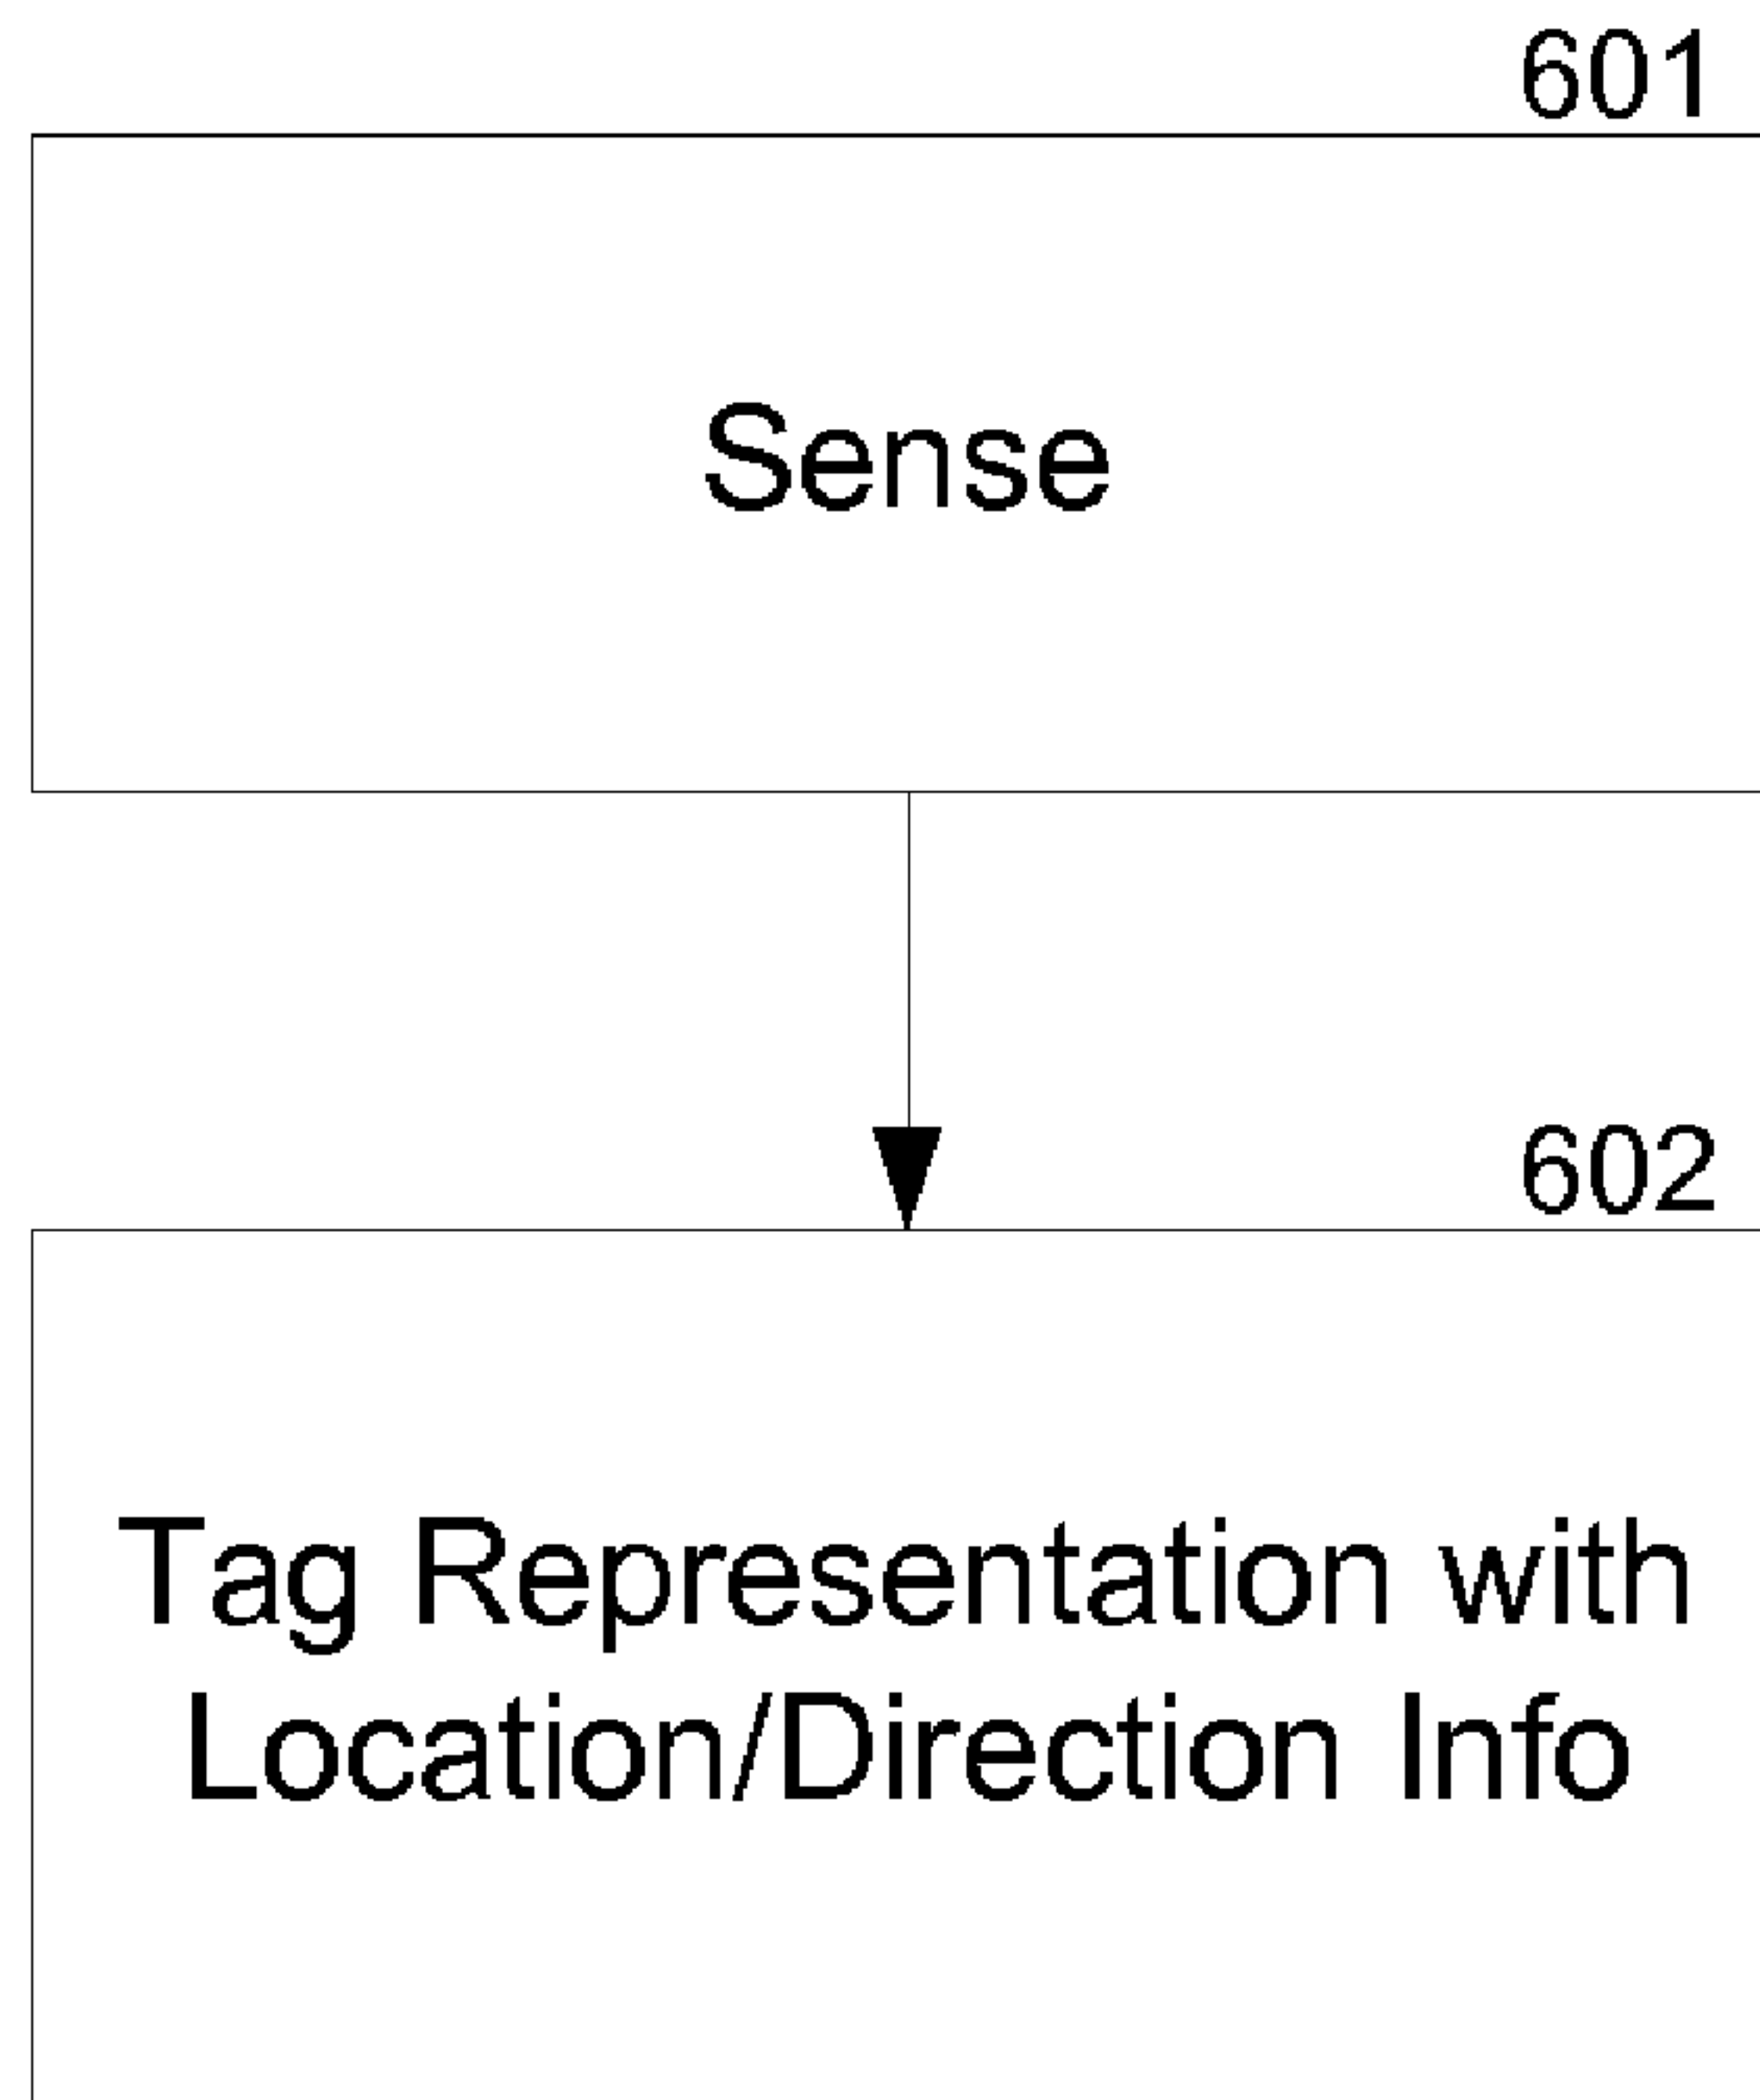 601
Sense
602
Tag Representation with
Location/Direction Info